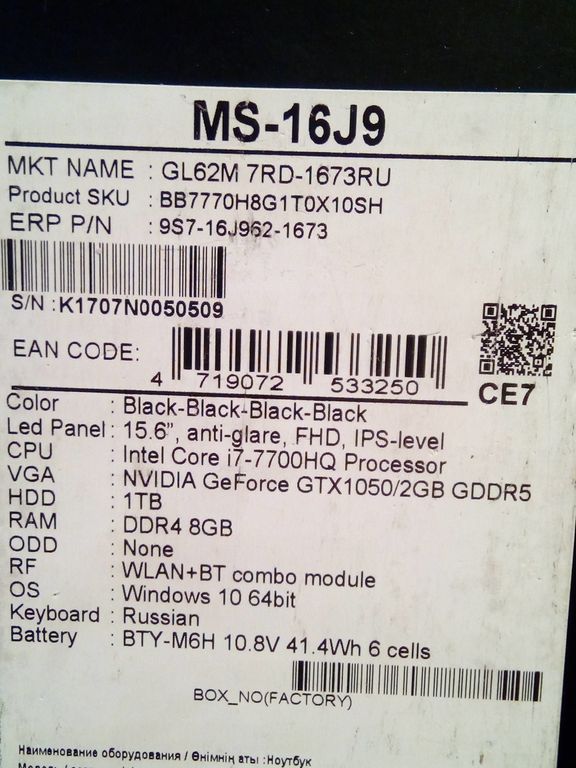 MS-16J9
MKT NAME : GL62M 7RD-1673RU
Product SKU : BB7770H8G1T0X10SH
ERP P/N : 9S7-16J962-1673
S/N : K1707N0050509
EAN CODE:
4 719072 533250
CE7
Color : Black-Black-Black-Black
Led Panel : 15.6”, anti-glare, FHD, IPS-level
CPU : Intel Core i7-7700HQ Processor
VGA : NVIDIA GeForce GTX1050/2GB GDDR5
HDD : 1TB
RAM : DDR4 8GB
ODD : None
RF : WLAN+BT combo module
OS : Windows 10 64bit
Keyboard : Russian
Battery : BTY-M6H 10.8V 41.4Wh 6 cells
BOX_NO(FACTORY)
Наименование оборудования / Өнімнің аты :Ноутбук